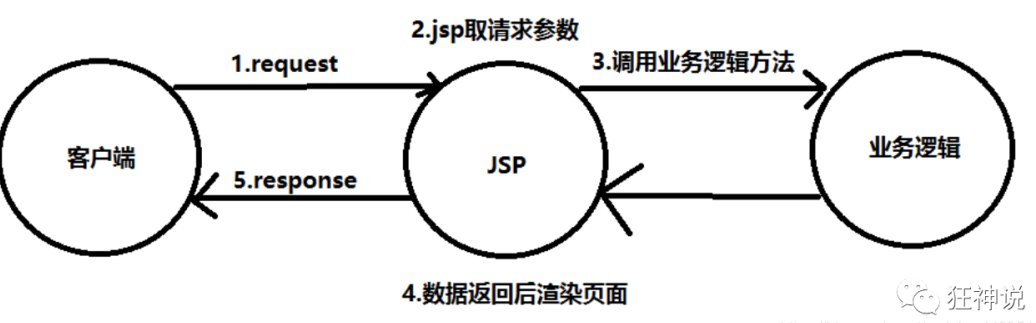 2.jsp取请求参数
1.request
3.调用业务逻辑方法
客户端
JSP
业务逻辑
5.response
4.数据返回后渲染页面
狂神说